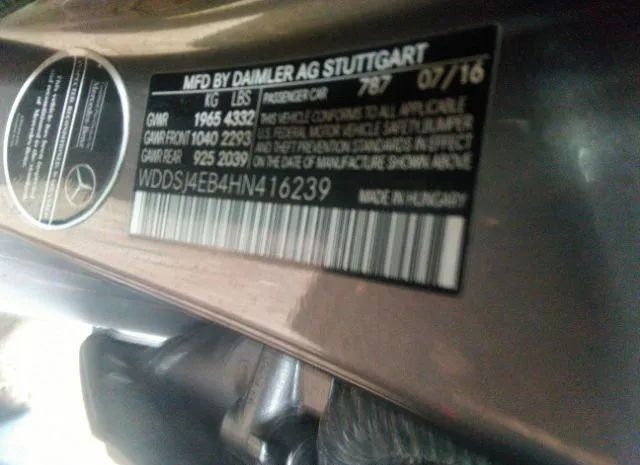 MFD BY DAIMLER AG STUTTGART
KG LBS PASSENGER CAR 787 07/16
GVWR 1965 4332
GAWR FRONT 1040 2293
GAWR REAR 925 2039
THIS VEHICLE CONFORMS TO ALL APPLICABLE
U.S. FEDERAL MOTOR VEHICLE SAFETY, BUMPER
AND THEFT PREVENTION STANDARDS IN EFFECT
ON THE DATE OF MANUFACTURE SHOWN ABOVE.
WDDSJ4EB4HN416239 MADE IN HUNGARY
Mercedes-Benz